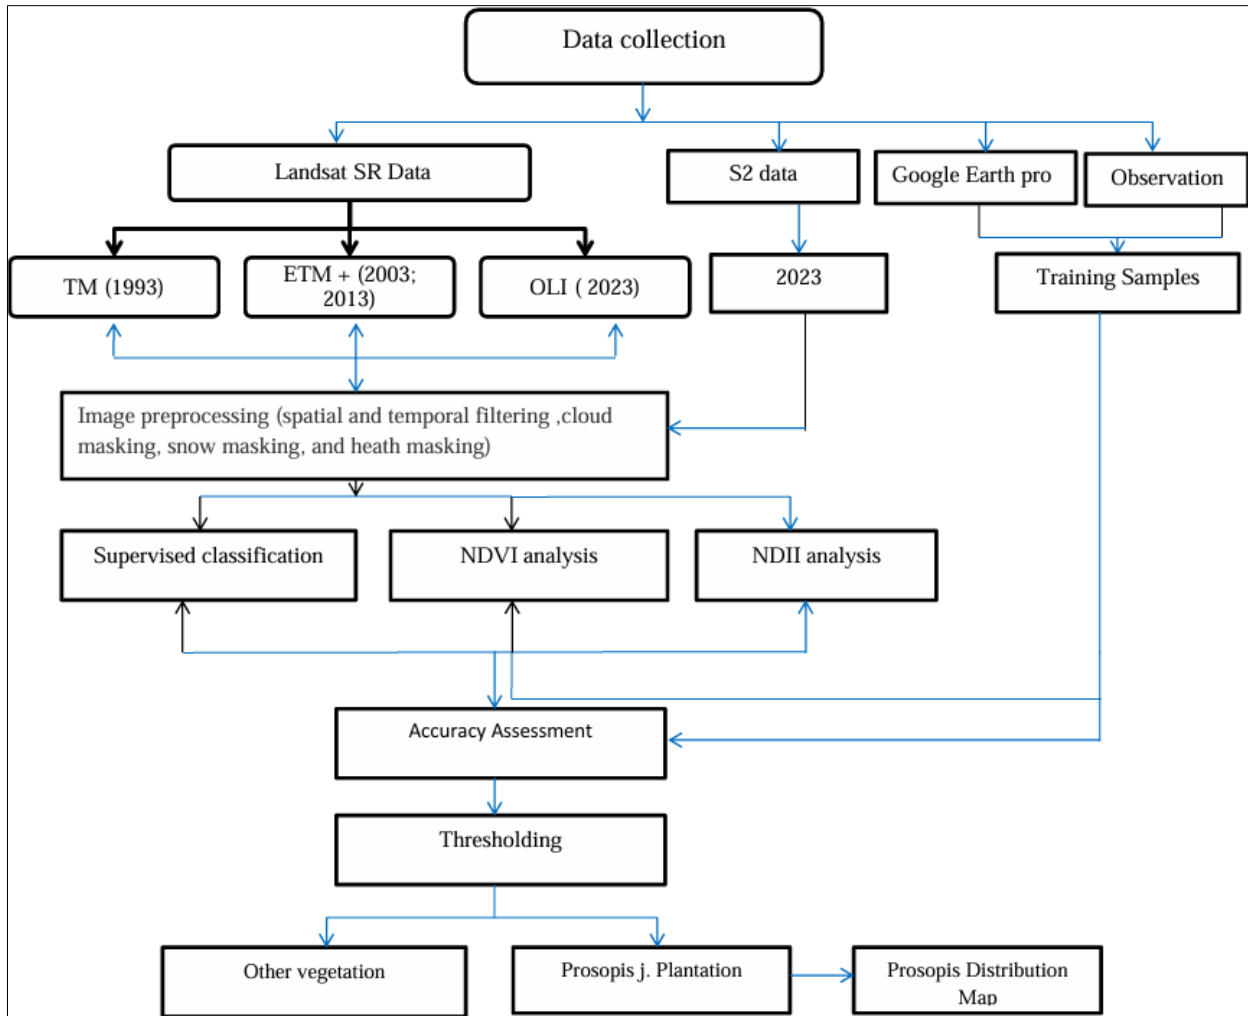 Data collection
Landsat SR Data
S2 data
Google Earth pro
Observation
TM (1993)
ETM + (2003;
2013)
OLI ( 2023)
2023
Training Samples
Image preprocessing (spatial and temporal filtering ,cloud
masking, snow masking, and heath masking)
Supervised classification
NDVI analysis
NDII analysis
Accuracy Assessment
Thresholding
Other vegetation
Prosopis j. Plantation
Prosopis Distribution
Map